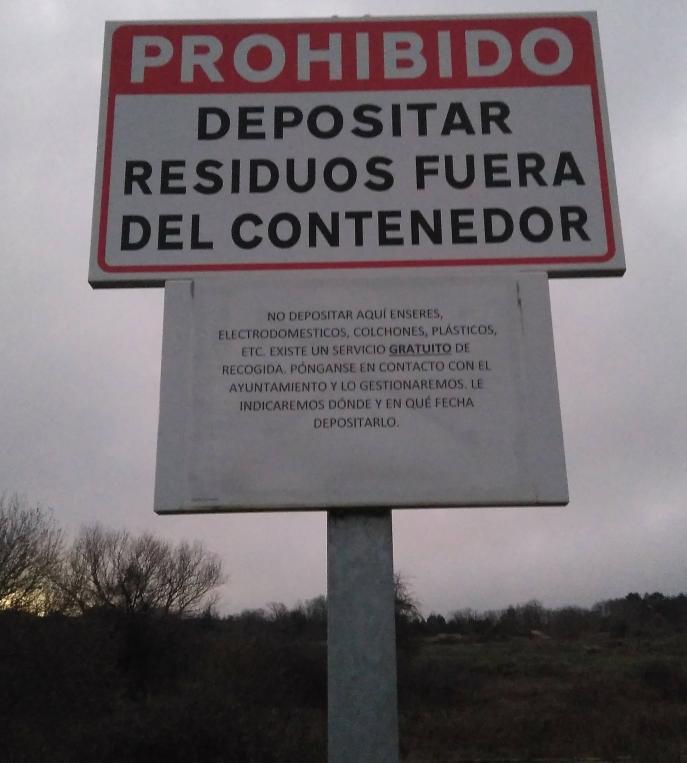 PROHIBIDO
DEPOSITAR
RESIDUOS FUERA
DEL CONTENEDOR
NO DEPOSITAR AQUÍ ENSERES,
ELECTRODOMESTICOS, COLCHONES, PLÁSTICOS,
ETC. EXISTE UN SERVICIO GRATUITO DE
RECOGIDA. PÓNGANSE EN CONTACTO CON EL
AYUNTAMIENTO Y LO GESTIONAREMOS. LE
INDICAREMOS DÓNDE Y EN QUÉ FECHA
DEPOSITARLO.